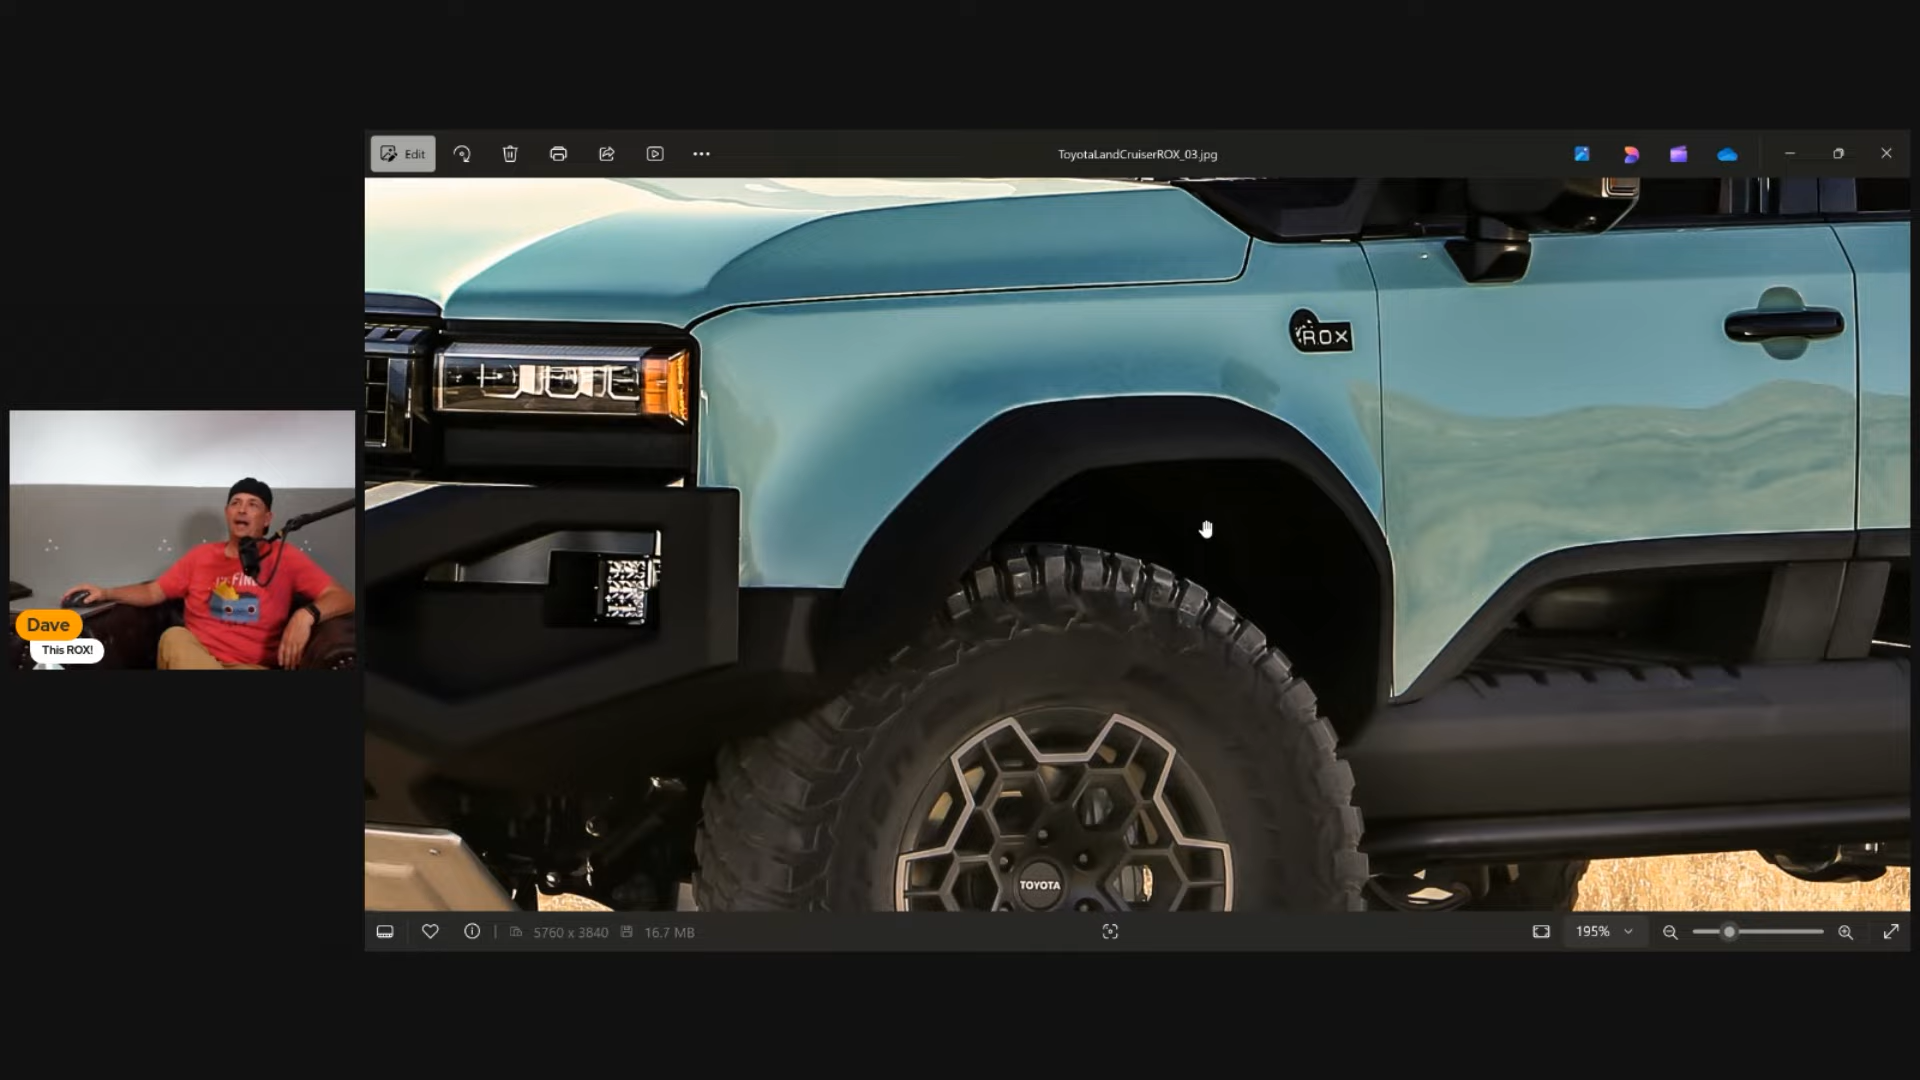 Edit
ToyotaLandCruiserROX_03.jpg
ROX
TOYOTA
Dave
This ROX!
5760 x 3840
16.7 MB
195%